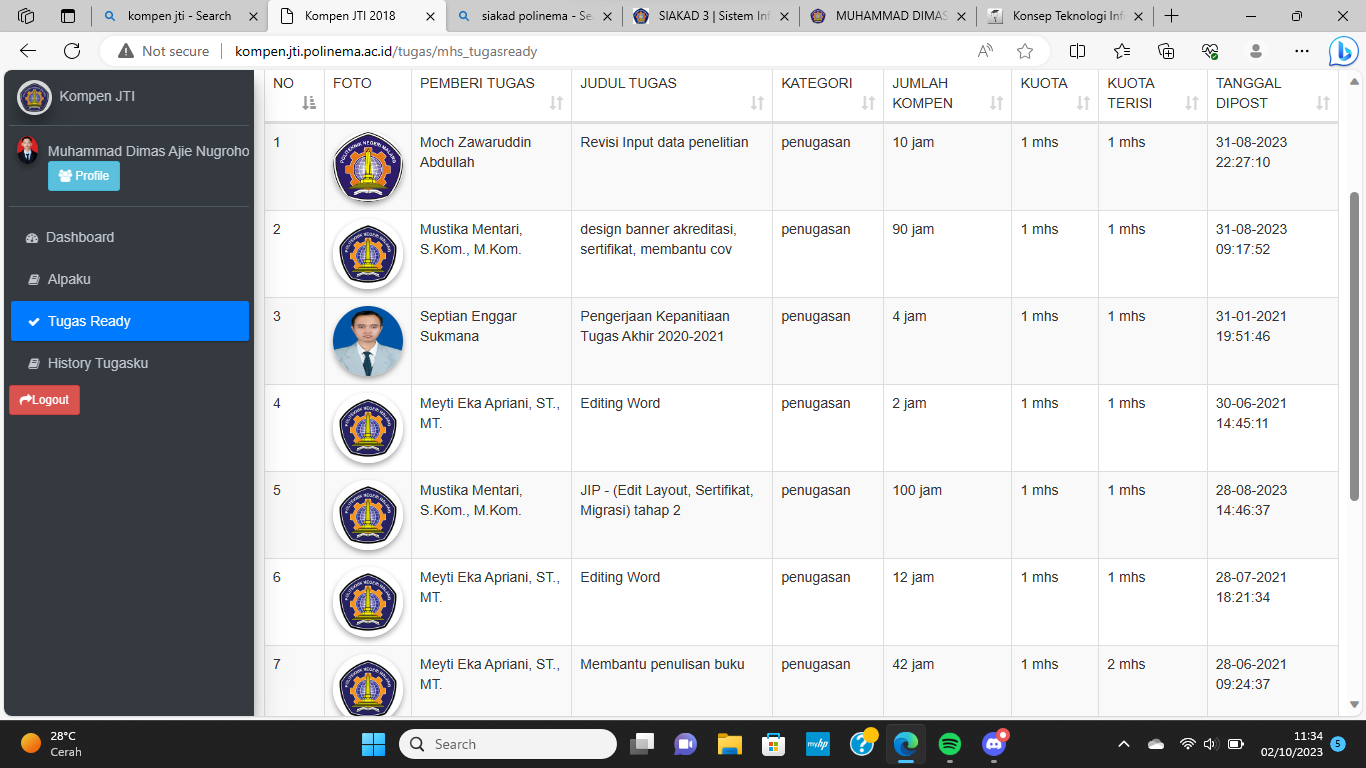 kompen jti - Search
Kompen JTI 2018
siakad polinema - Se
SIAKAD 3 | Sistem Inf
MUHAMMAD DIMAS
Konsep Teknologi Inf
Not secure
kompen.jti.polinema.ac.id/tugas/mhs_tugasready
Kompen JTI
Muhammad Dimas Ajie Nugroho
Profile
Dashboard
Alpaku
Tugas Ready
History Tugasku
Logout
NO FOTO PEMBERI TUGAS JUDUL TUGAS KATEGORI JUMLAH KUOTA KUOTA TANGGAL
KOMPEN TERISI DIPOST
1 Moch Zawaruddin Revisi Input data penelitian penugasan 10 jam 1 mhs 1 mhs 31-08-2023
Abdullah 22:27:10
2 Mustika Mentari, design banner akreditasi, penugasan 90 jam 1 mhs 1 mhs 31-08-2023
S.Kom., M.Kom. sertifikat, membantu cov 09:17:52
3 Septian Enggar Pengerjaan Kepanitiaan penugasan 4 jam 1 mhs 1 mhs 31-01-2021
Sukmana Tugas Akhir 2020-2021 19:51:46
4 Meyti Eka Apriani, ST., Editing Word penugasan 2 jam 1 mhs 1 mhs 30-06-2021
MT. 14:45:11
5 Mustika Mentari, JIP - (Edit Layout, Sertifikat, penugasan 100 jam 1 mhs 1 mhs 28-08-2023
S.Kom., M.Kom. Migrasi) tahap 2 14:46:37
6 Meyti Eka Apriani, ST., Editing Word penugasan 12 jam 1 mhs 1 mhs 28-07-2021
MT. 18:21:34
7 Meyti Eka Apriani, ST., Membantu penulisan buku penugasan 42 jam 1 mhs 2 mhs 28-06-2021
MT. 09:24:37
28°C
Cerah
Search
11:34
02/10/2023
5